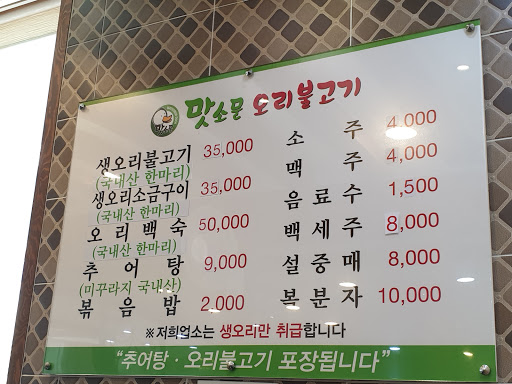 맛소문 오리불고기
생오리불고기 35,000
(국내산 한마리)
생오리소금구이 35,000
(국내산 한마리)
오리백숙 50,000
(국내산 한마리)
추어탕 9,000
(미꾸라지 국내산)
볶음밥 2,000
소주 4,000
맥주 4,000
음료수 1,500
백세주 8,000
설중매 8,000
복분자 10,000
※저희업소는 생오리만 취급합니다
“추어탕·오리불고기 포장됩니다”